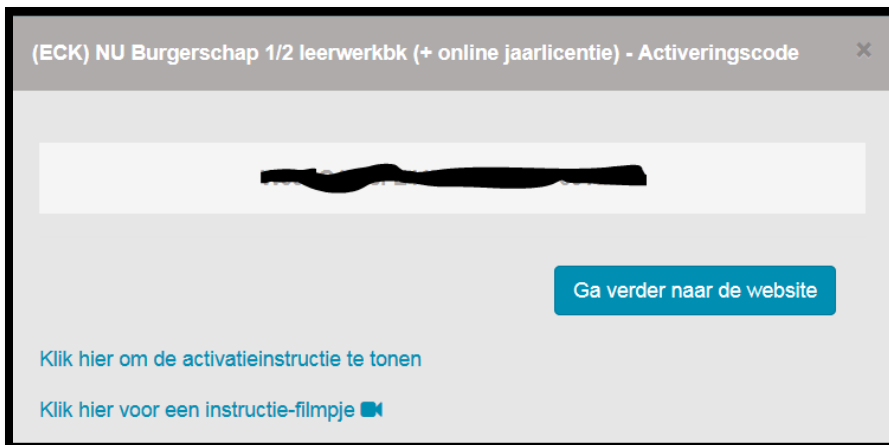 (ECK) NU Burgerschap 1/2 leerwerkbk (+ online jaarlicentie) - Activeringscode ×
Ga verder naar de website
Klik hier om de activatieinstructie te tonen
Klik hier voor een instructie-filmpje